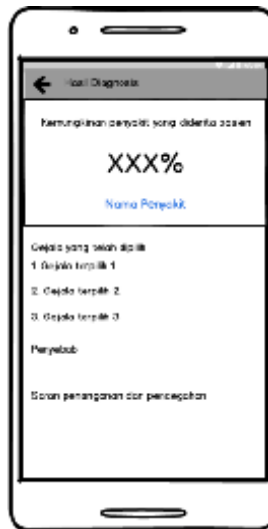 Hasil Diagnosis
Kemungkinan penyakit yang diderita pasien
XXX%
Nama Penyakit
Gejala yang telah dipilih
1. Gejala terpilih 1
2. Gejala terpilih 2
3. Gejala terpilih 3
Penyebab
Saran penanganan dan pencegahan